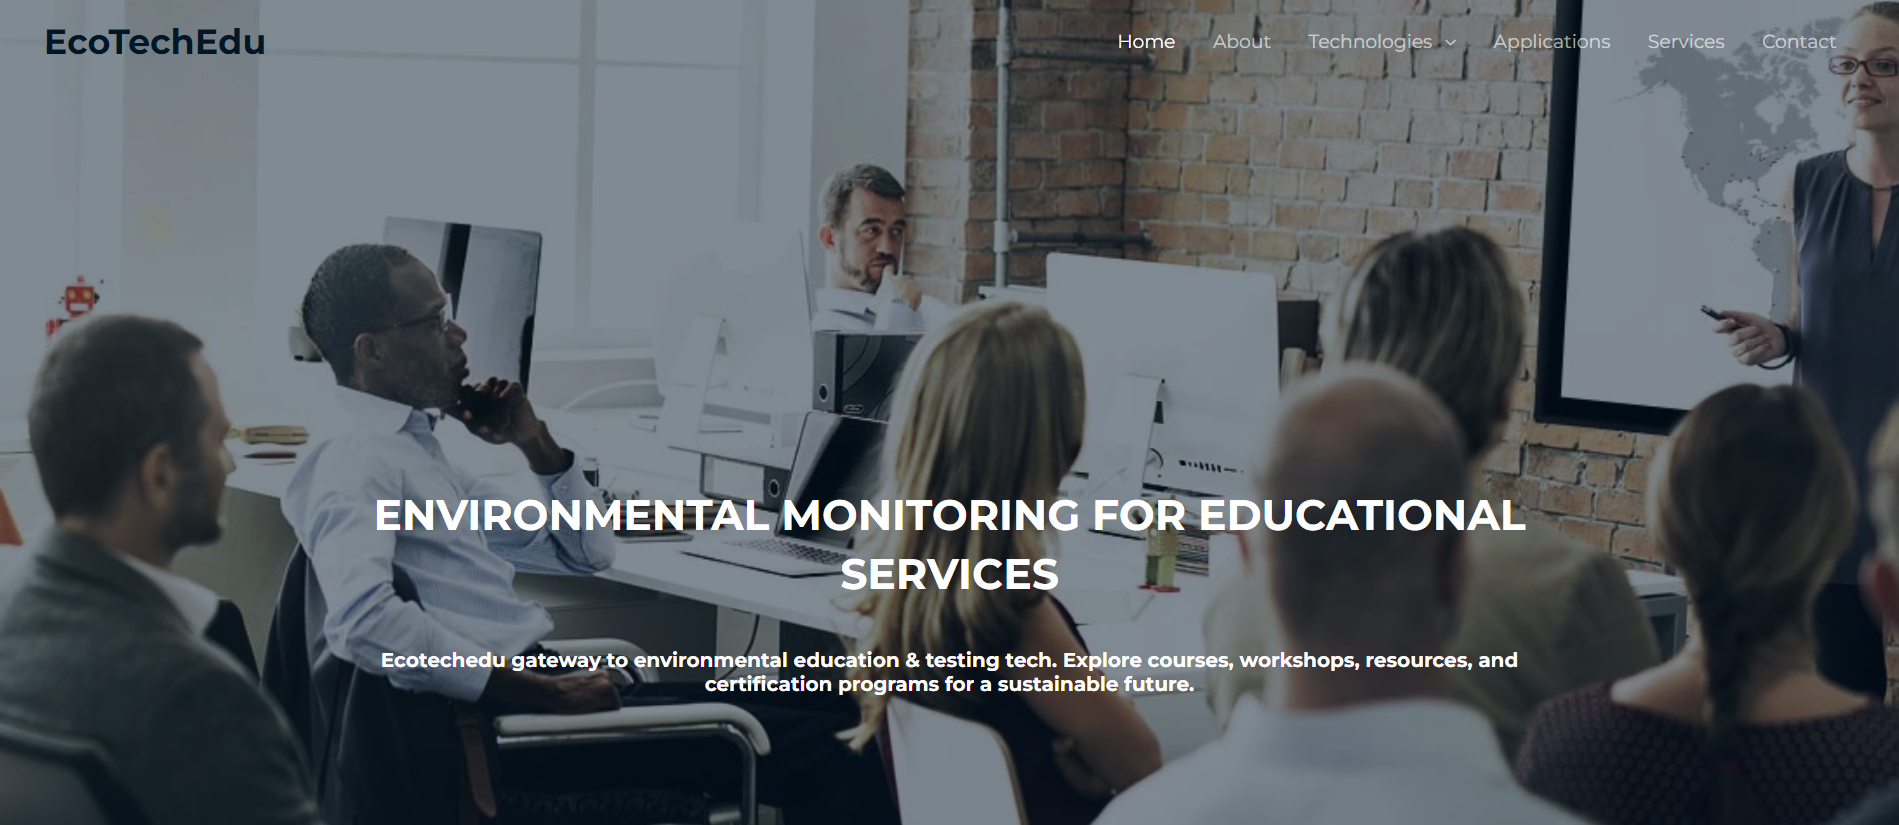 EcoTechEdu
Home About Technologies Applications Services Contact
ENVIRONMENTAL MONITORING FOR EDUCATIONAL
SERVICES
Ecotechedu gateway to environmental education & testing tech. Explore courses, workshops, resources, and
certification programs for a sustainable future.